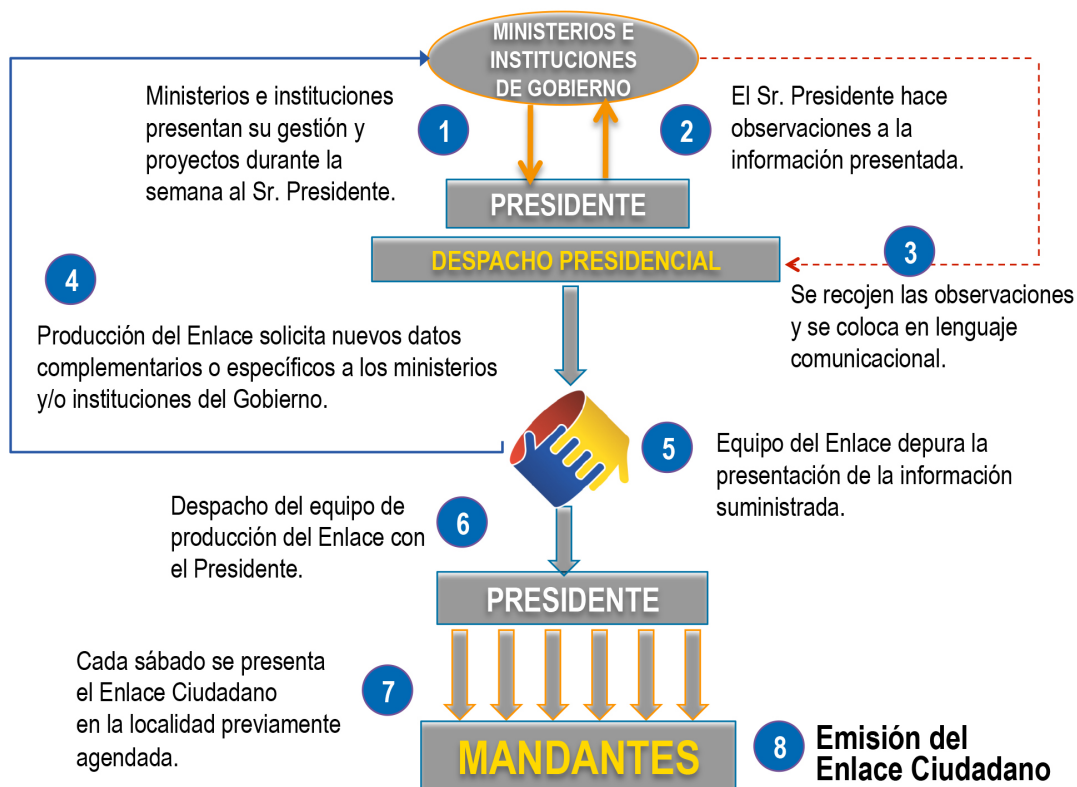 MINISTERIOS E
INSTITUCIONES
DE GOBIERNO
Ministerios e instituciones
presentan su gestión y
proyectos durante la
semana al Sr. Presidente.
1
2
El Sr. Presidente hace
observaciones a la
información presentada.
PRESIDENTE
DESPACHO PRESIDENCIAL
3
Se recojen las observaciones
y se coloca en lenguaje
comunicacional.
4
Producción del Enlace solicita nuevos datos
complementarios o específicos a los ministerios
y/o instituciones del Gobierno.
5
Equipo del Enlace depura la
presentación de la información
suministrada.
Despacho del equipo de
producción del Enlace con
el Presidente.
6
PRESIDENTE
Cada sábado se presenta
el Enlace Ciudadano
en la localidad previamente
agendada.
7
MANDANTES
8
Emisión del
Enlace Ciudadano